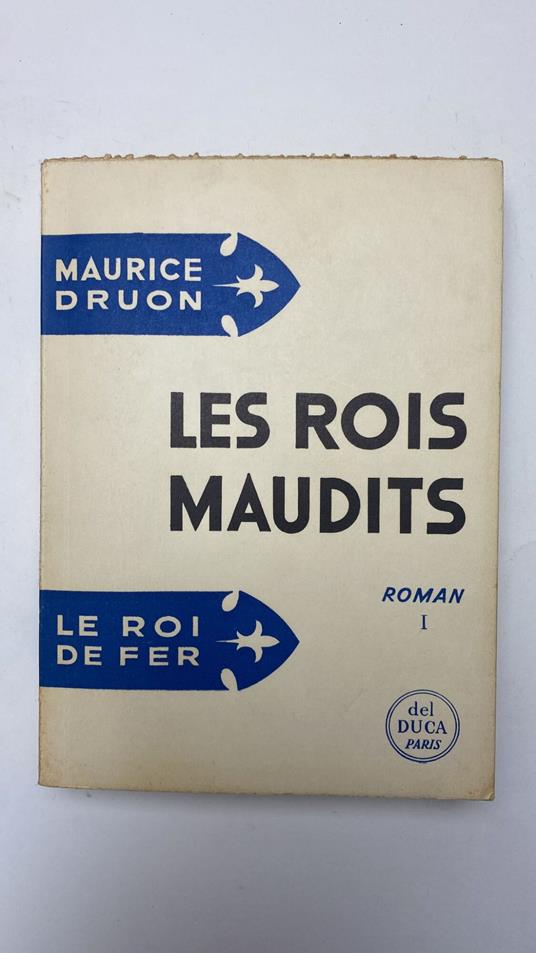 MAURICE
DRUON
LES ROIS
MAUDITS
ROMAN
I
LE ROI
DE FER
del
DUCA
PARIS